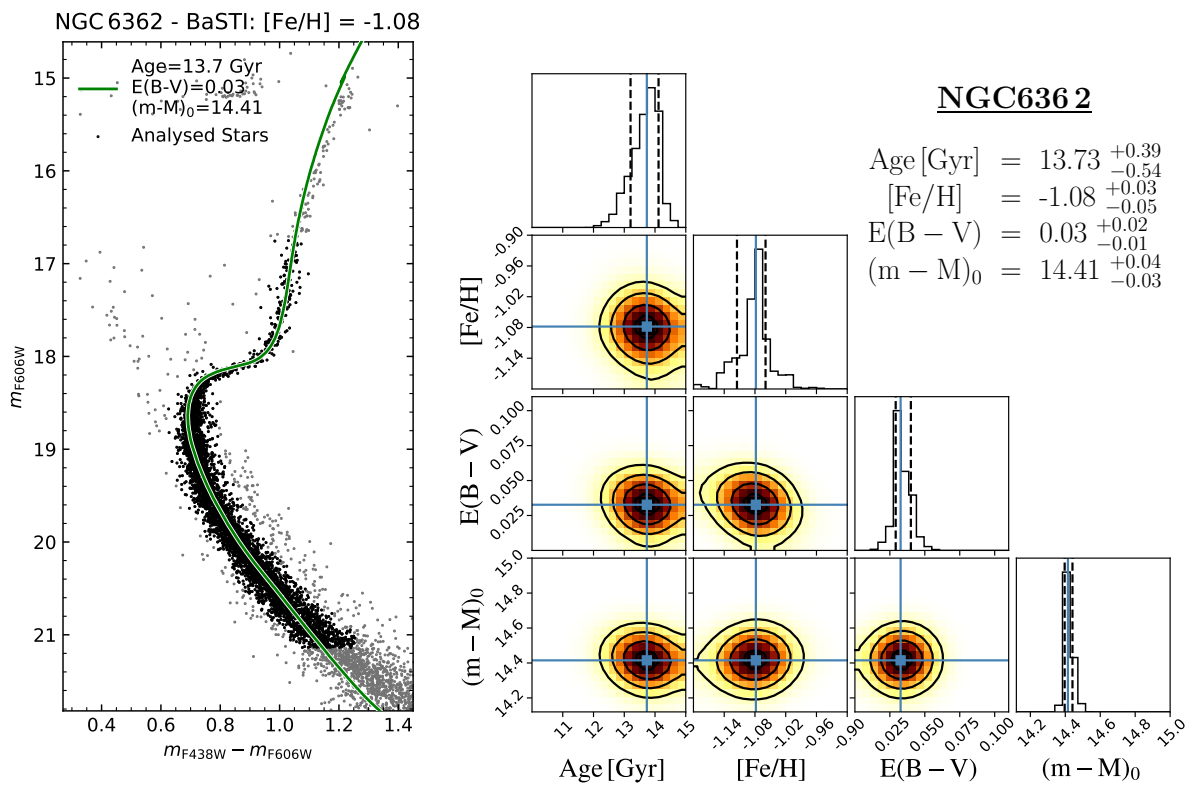 NGC 6362 - BaSTI: [Fe/H] = -1.08
Age=13.7 Gyr
E(B-V)=0.03
(m-M)₀=14.41
Analysed Stars
15
16
17
18
19
20
21
m_F606W
0.4 0.6 0.8 1.0 1.2 1.4
m_F438W − m_F606W
NGC6362
Age [Gyr] = 13.73 +0.39 −0.54
[Fe/H] = -1.08 +0.03 −0.05
E(B − V) = 0.03 +0.02 −0.01
(m − M)₀ = 14.41 +0.04 −0.03
-0.90
-0.96
-1.02
-1.08
-1.14
[Fe/H]
0.100
0.075
0.050
0.025
E(B − V)
15.0
14.8
14.6
14.4
14.2
(m − M)₀
11 12 13 14 15
Age [Gyr]
-1.14 -1.08 -1.02 -0.96 -0.90
[Fe/H]
0.025 0.050 0.075 0.100
E(B − V)
14.2 14.4 14.6 14.8 15.0
(m − M)₀